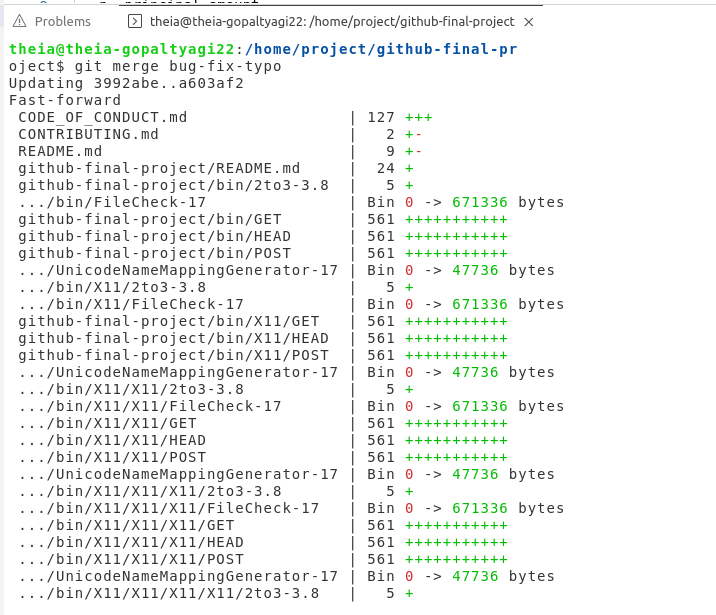 Problems theia@theia-gopaltyagi22: /home/project/github-final-project
theia@theia-gopaltyagi22:/home/project/github-final-pr
oject$ git merge bug-fix-typo
Updating 3992abe..a603af2
Fast-forward
CODE_OF_CONDUCT.md | 127 +++
CONTRIBUTING.md | 2 +-
README.md | 9 +-
github-final-project/README.md | 24 +
github-final-project/bin/2to3-3.8 | 5 +
.../bin/FileCheck-17 | Bin 0 -> 671336 bytes
github-final-project/bin/GET | 561 +++++++++++
github-final-project/bin/HEAD | 561 +++++++++++
github-final-project/bin/POST | 561 +++++++++++
.../UnicodeNameMappingGenerator-17 | Bin 0 -> 47736 bytes
.../bin/X11/2to3-3.8 | 5 +
.../X11/FileCheck-17 | Bin 0 -> 671336 bytes
github-final-project/bin/X11/GET | 561 +++++++++++
github-final-project/bin/X11/HEAD | 561 +++++++++++
github-final-project/bin/X11/POST | 561 +++++++++++
.../UnicodeNameMappingGenerator-17 | Bin 0 -> 47736 bytes
.../bin/X11/X11/2to3-3.8 | 5 +
.../bin/X11/X11/FileCheck-17 | Bin 0 -> 671336 bytes
.../bin/X11/X11/GET | 561 +++++++++++
.../bin/X11/X11/HEAD | 561 +++++++++++
.../bin/X11/X11/POST | 561 +++++++++++
.../UnicodeNameMappingGenerator-17 | Bin 0 -> 47736 bytes
.../bin/X11/X11/X11/2to3-3.8 | 5 +
.../bin/X11/X11/X11/FileCheck-17 | Bin 0 -> 671336 bytes
.../bin/X11/X11/X11/GET | 561 +++++++++++
.../bin/X11/X11/X11/HEAD | 561 +++++++++++
.../bin/X11/X11/X11/POST | 561 +++++++++++
.../UnicodeNameMappingGenerator-17 | Bin 0 -> 47736 bytes
.../bin/X11/X11/X11/X11/2to3-3.8 | 5 +